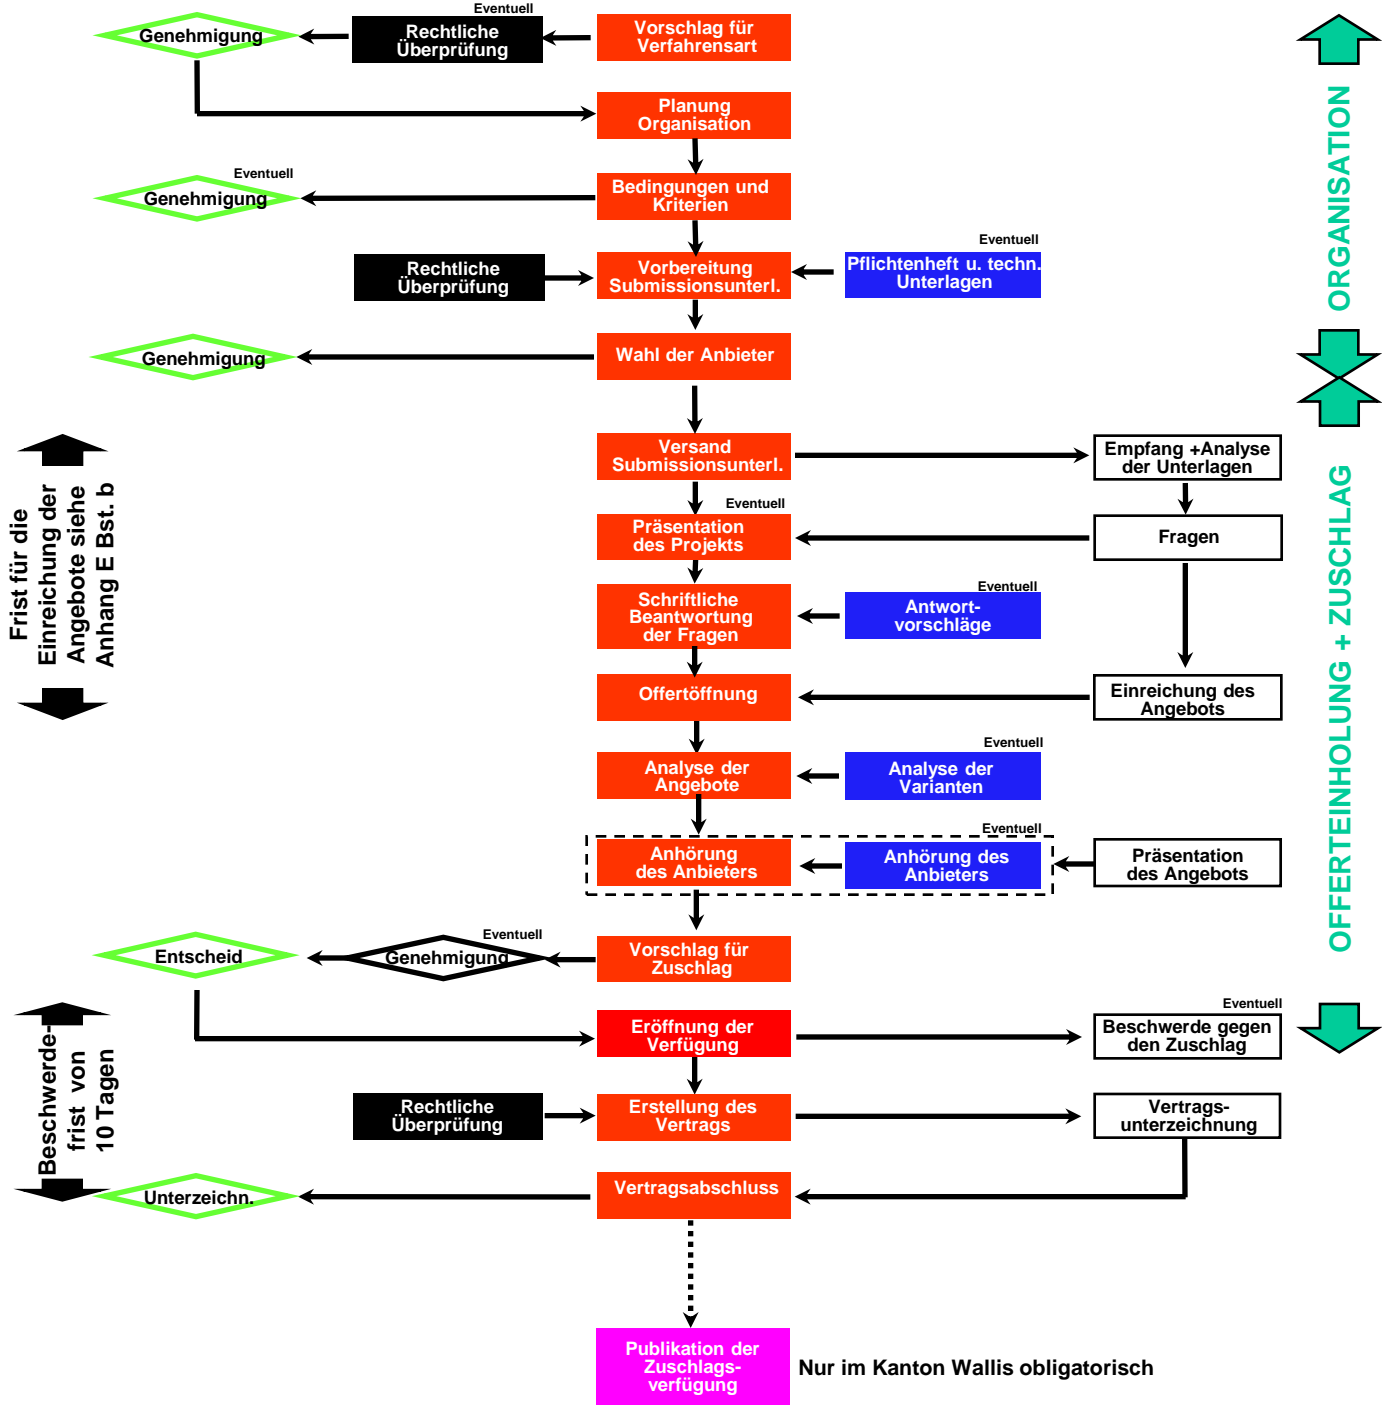 Eventuell
Genehmigung
Rechtliche
Überprüfung
Vorschlag für
Verfahrensart
Planung
Organisation
Eventuell
Genehmigung
Bedingungen und
Kriterien
Eventuell
Rechtliche
Überprüfung
Vorbereitung
Submissionsunterl.
Pflichtenheft u. techn.
Unterlagen
Genehmigung
Wahl der Anbieter
ORGANISATION
Versand
Submissionsunterl.
Empfang +Analyse
der Unterlagen
Eventuell
Präsentation
des Projekts
Fragen
Frist für die
Einreichung der
Angebote siehe
Anhang E Bst. b
Eventuell
Schriftliche
Beantwortung
der Fragen
Antwort-
vorschläge
Offertöffnung
Einreichung des
Angebots
Eventuell
Analyse der
Angebote
Analyse der
Varianten
Eventuell
Anhörung
des Anbieters
Anhörung des
Anbieters
Präsentation
des Angebots
OFFERTEINHOLUNG + ZUSCHLAG
Eventuell
Entscheid
Genehmigung
Vorschlag für
Zuschlag
Eventuell
Eröffnung der
Verfügung
Beschwerde gegen
den Zuschlag
Beschwerde-
frist von
10 Tagen
Rechtliche
Überprüfung
Erstellung des
Vertrags
Vertrags-
unterzeichnung
Unterzeichn.
Vertragsabschluss
Publikation der
Zuschlags-
verfügung
Nur im Kanton Wallis obligatorisch